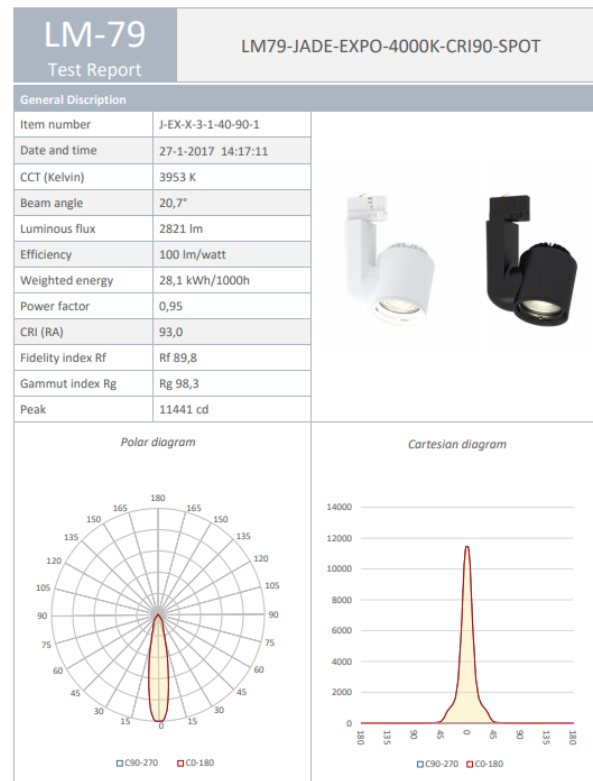 LM-79
Test Report
LM79-JADE-EXPO-4000K-CRI90-SPOT
General Discription
Item number J-EX-X-3-1-40-90-1
Date and time 27-1-2017 14:17:11
CCT (Kelvin) 3953 K
Beam angle 20,7°
Luminous flux 2821 lm
Efficiency 100 lm/watt
Weighted energy 28,1 kWh/1000h
Power factor 0,95
CRI (RA) 93,0
Fidelity index Rf Rf 89,8
Gammut index Rg Rg 98,3
Peak 11441 cd
Polar diagram
180
165 165
150 150
135 135
120 120
105 105
90 90
75 75
60 60
45 45
30 30
15 0 15
C90-270 C0-180
Cartesian diagram
14000
12000
10000
8000
6000
4000
2000
0
180 135 90 45 0 45 90 135 180
C90-270 C0-180